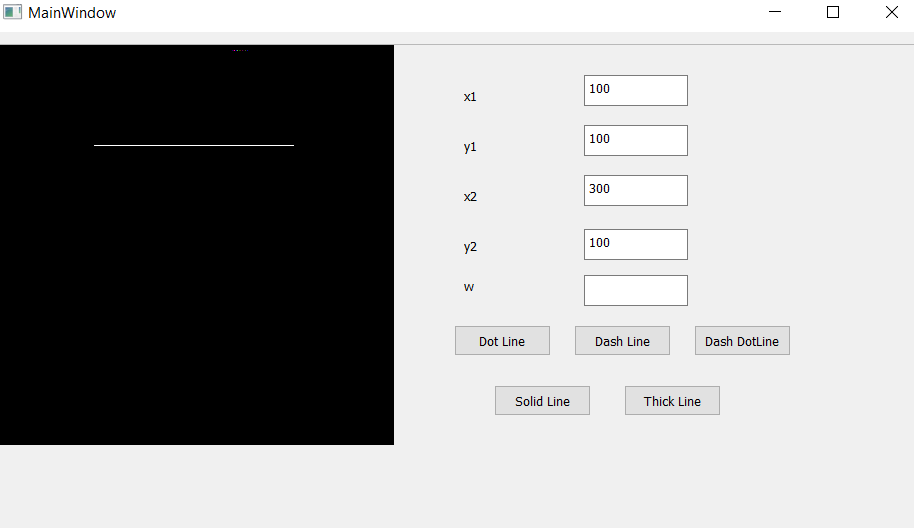 MainWindow
x1 100
y1 100
x2 300
y2 100
w
Dot Line Dash Line Dash DotLine
Solid Line Thick Line